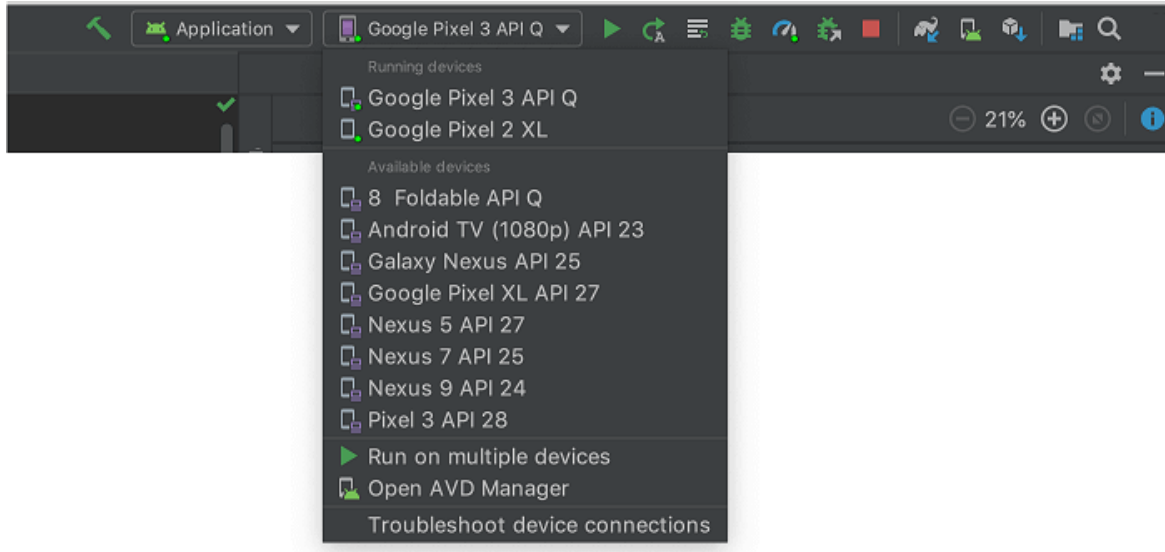 Application
Google Pixel 3 API Q
Running devices
Google Pixel 3 API Q
Google Pixel 2 XL
21%
Available devices
8 Foldable API Q
Android TV (1080p) API 23
Galaxy Nexus API 25
Google Pixel XL API 27
Nexus 5 API 27
Nexus 7 API 25
Nexus 9 API 24
Pixel 3 API 28
Run on multiple devices
Open AVD Manager
Troubleshoot device connections